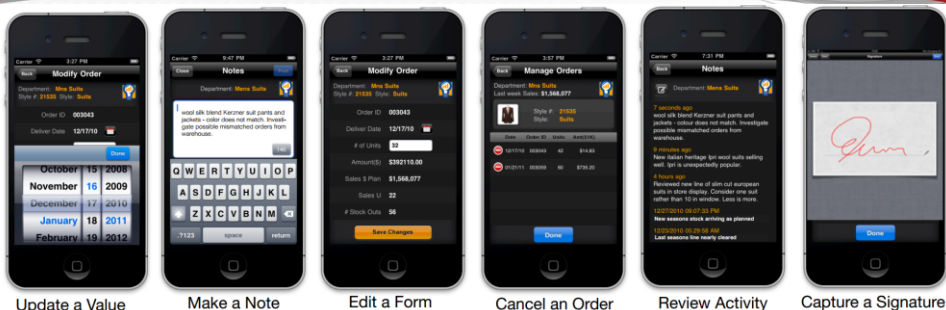 Carrier 3:27 PM
Back Modify Order
Department: Mns Suits
Style #: 21535 Style: Suits
Order ID 003043
Deliver Date 12/17/10
Done
October 15 2008
November 16 2009
December 17 2010
January 18 2011
February 19 2012
Update a Value
Carrier 9:47 PM
Close Notes
Department: Mens Suits
wool silk blend Kerzner suit pants and
jackets - color does not match. Investi-
gate possible mismatched orders from
warehouse.
Q W E R T Y U I O P
A S D F G H J K L
Z X C V B N M
.?123 space return
Make a Note
Carrier 3:27 PM
Back Modify Order
Department: Mns Suits
Style #: 21535 Style: Suits
Order ID 003043
Deliver Date 12/17/10
# of Units 32
Amount($) $392110.00
Sales $ Plan $1,568,077
Sales U 22
# Stock Outs 56
Save Changes
Edit a Form
Carrier 3:57 PM
Back Manage Orders
Department: Mns Suits
Last week Sales: $1,568,077
Style #: 21535
Style: Suits
Date Order ID Units
12/17/10 003043 42
01/21/11 003059 60 $735.20
Done
Cancel an Order
Carrier 7:31 PM
Back Notes
Department: Mens Suits
7 seconds ago
wool silk blend Kerzner suit pants and
jackets - colour does not match. Investigate
possible mismatched orders from
warehouse.
9 minutes ago
New italian heritage Ipri wool suits selling
well. Ipri is unexpectedly popular.
4 hours ago
Reviewed new line of slim cut european
suits in store display. Consider one suit
rather than 10 in window. Less is more.
12/27/2010 09:07:33 PM
New seasons stock arriving as planned
12/23/2010 05:29:58 AM
Last seasons line nearly cleared
Review Activity
Signature
Done
Capture a Signature